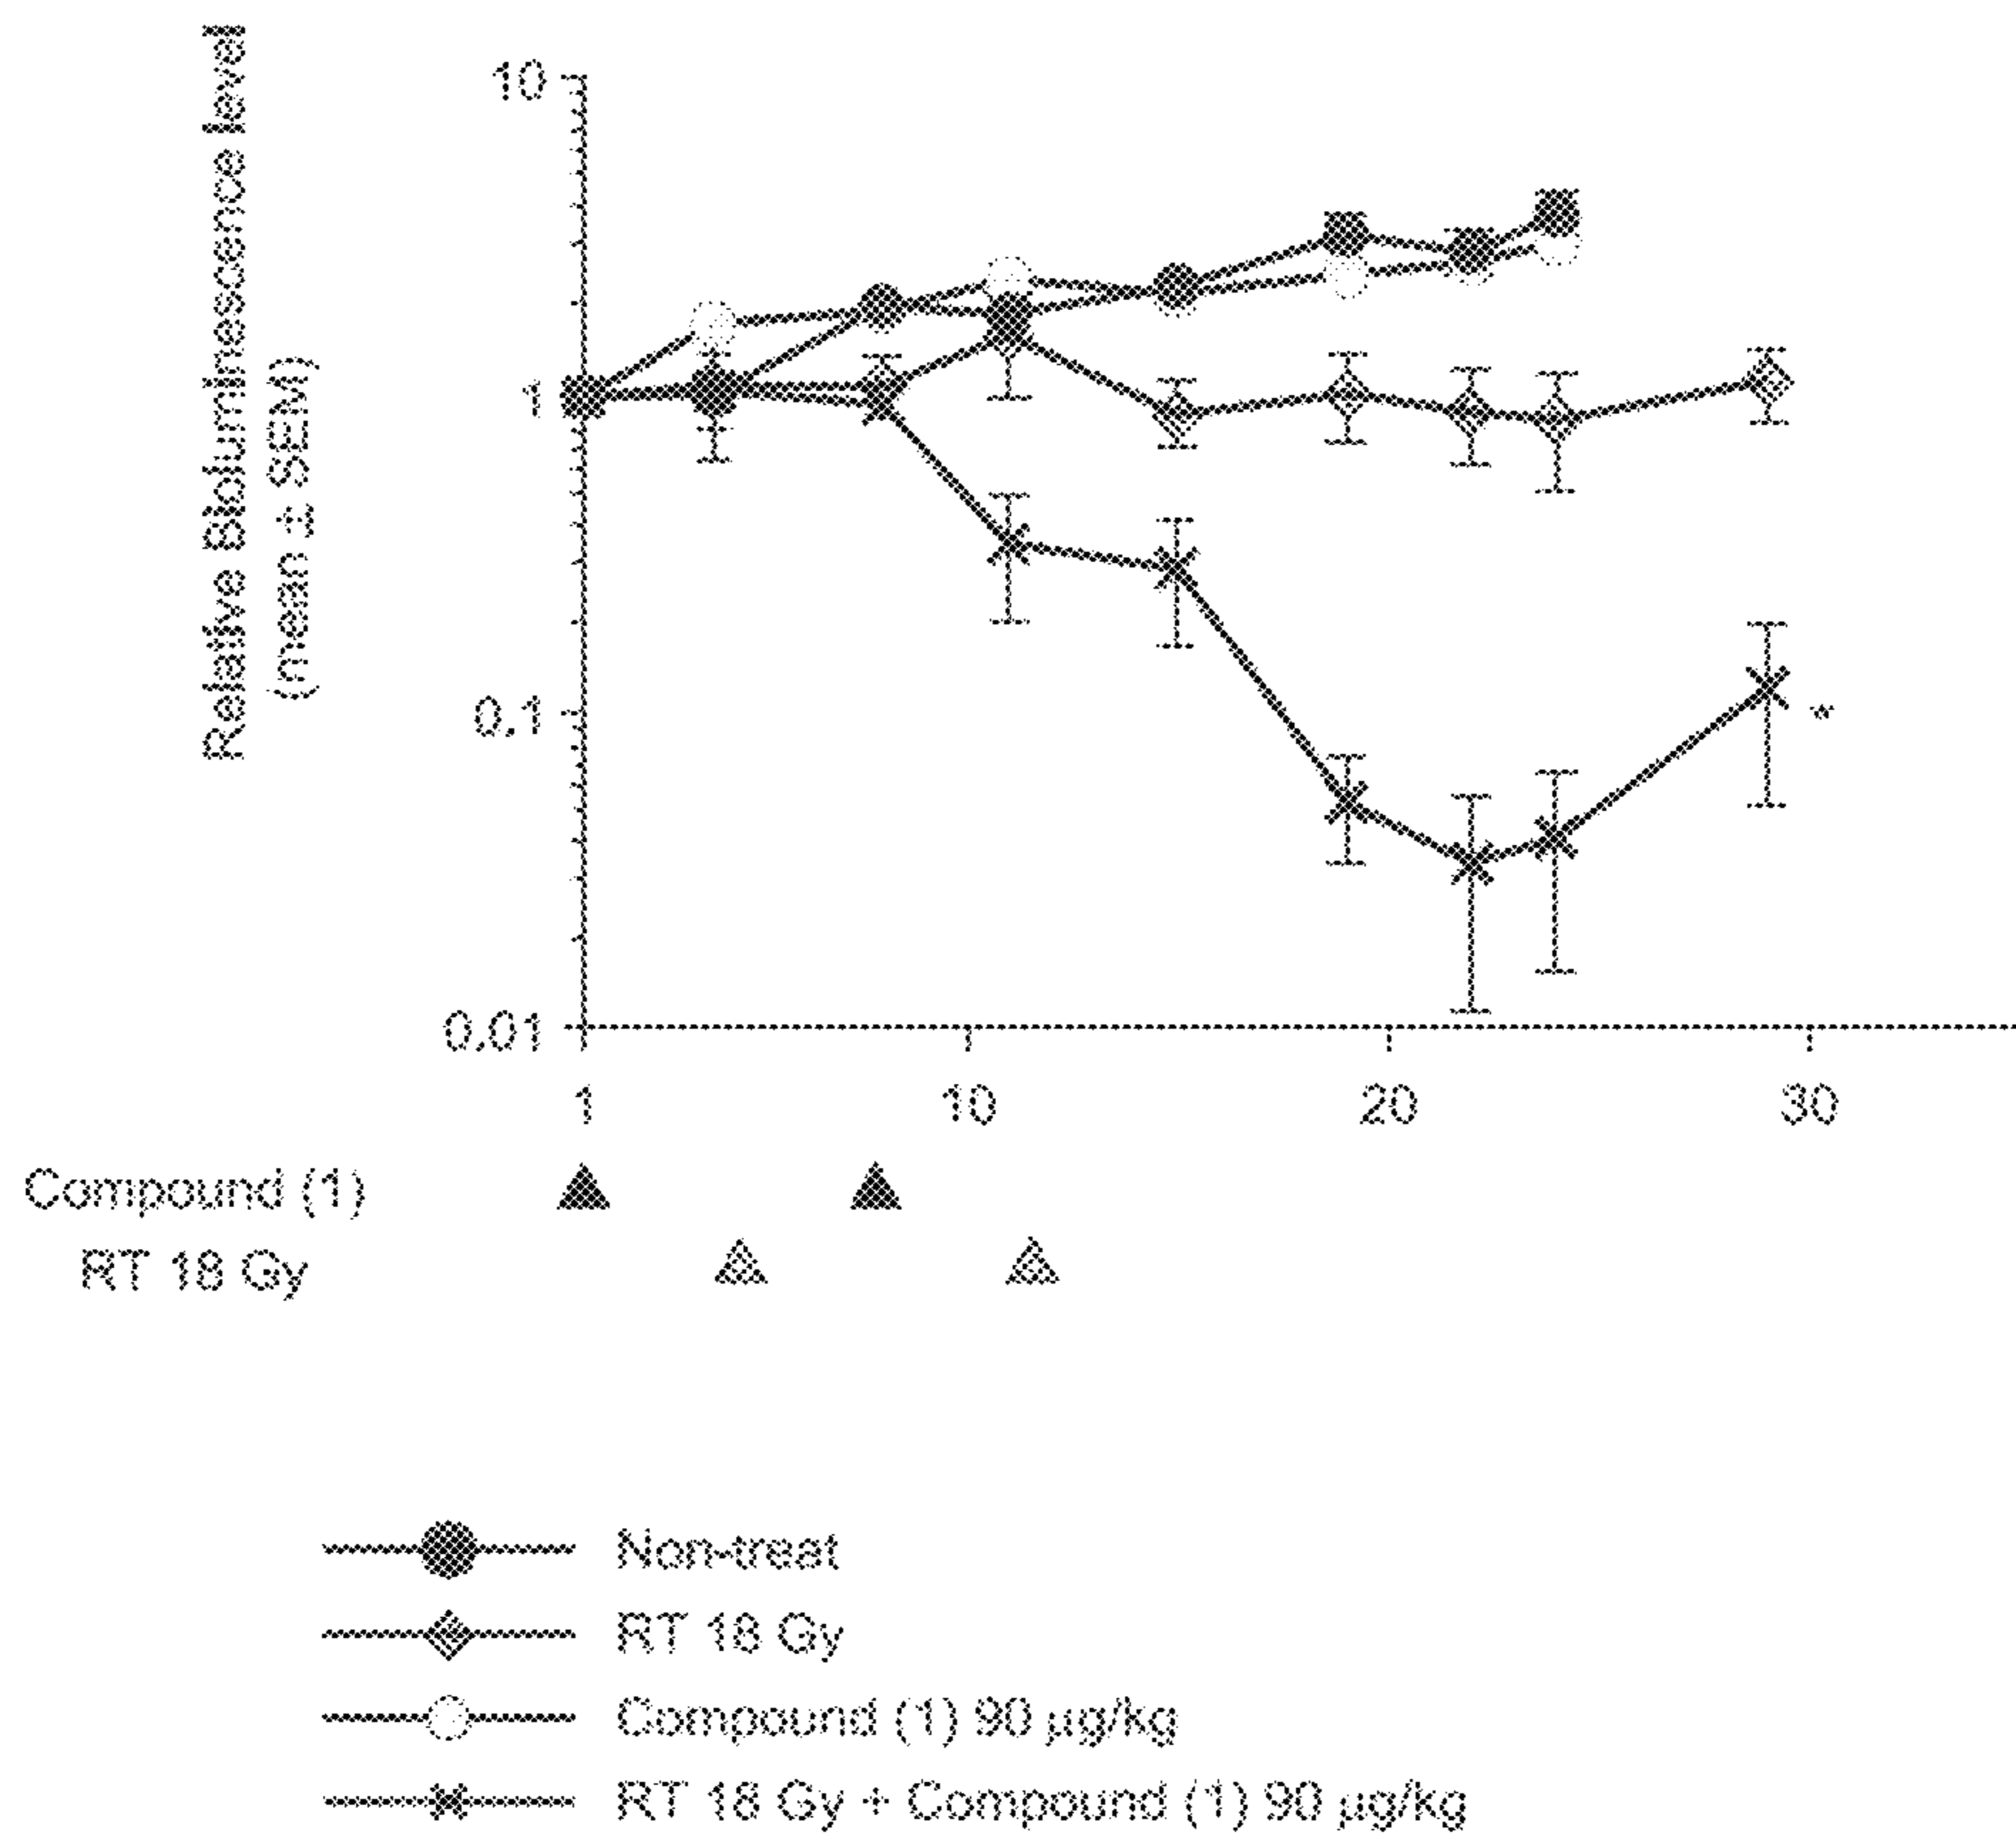 Relative Bioluminescence level
(mean ± SEM)
10
1
0.1
0.01
*
1 10 20 30
Compound (1)
RT 18 Gy
Non-treat
RT 18 Gy
Compound (1) 90 µg/kg
RT 18 Gy + Compound (1) 90 µg/kg